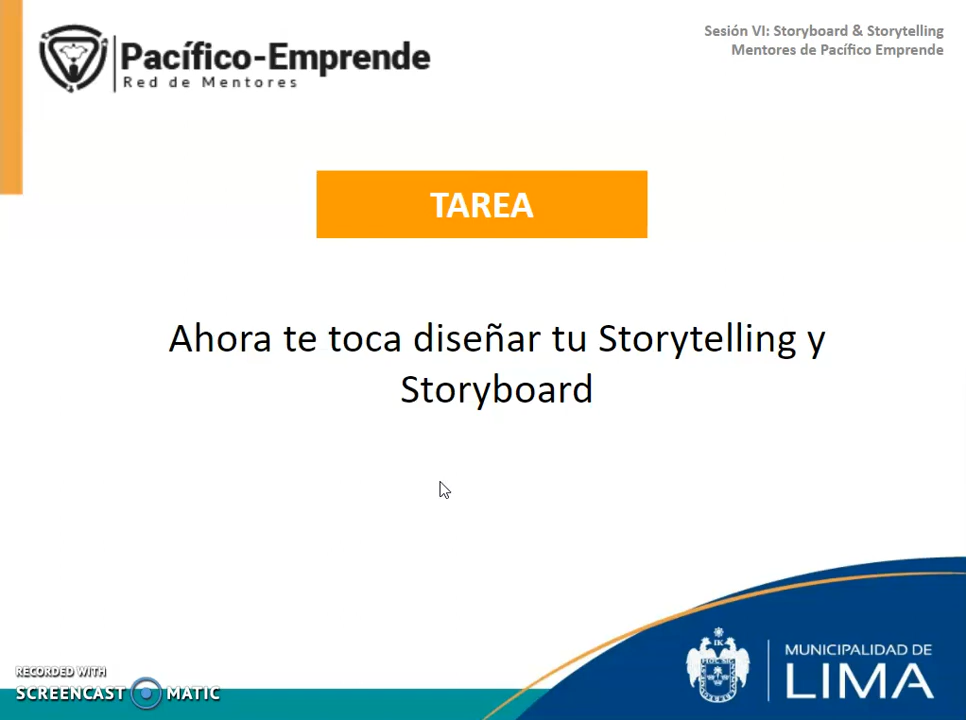 Pacífico-Emprende
Red de Mentores
Sesión VI: Storyboard & Storytelling
Mentores de Pacífico Emprende
TAREA
Ahora te toca diseñar tu Storytelling y
Storyboard
RECORDED WITH
SCREENCAST MATIC
MUNICIPALIDAD DE
LIMA